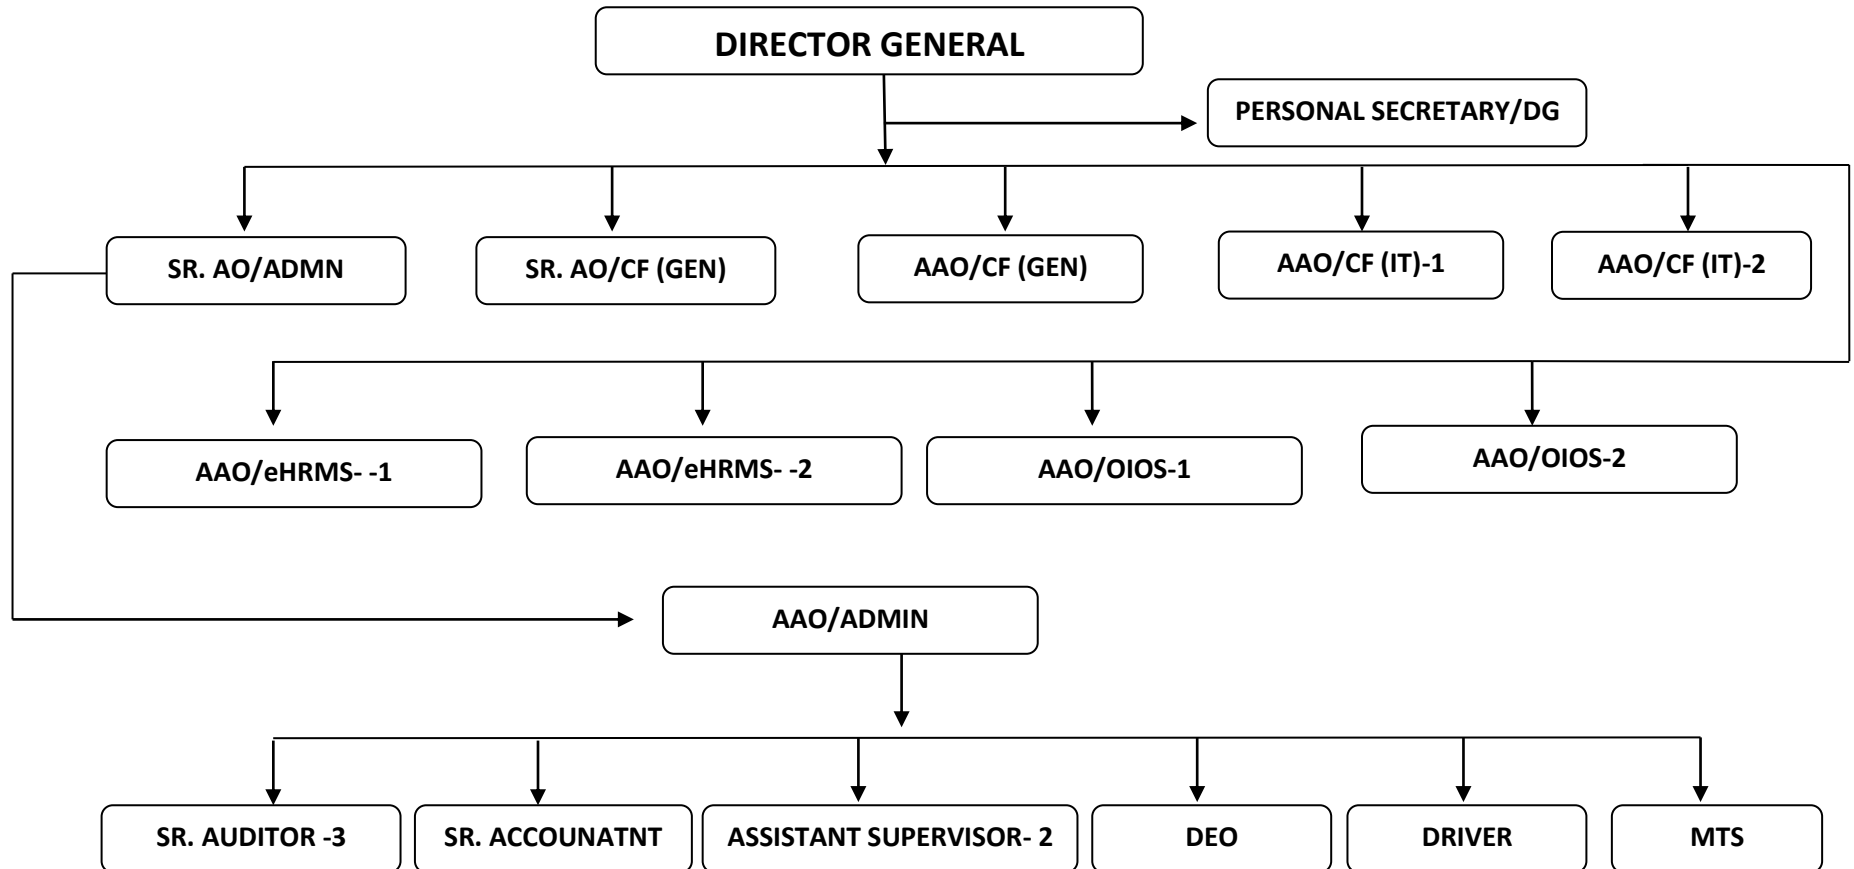 DIRECTOR GENERAL
PERSONAL SECRETARY/DG
SR. AO/ADMN
SR. AO/CF (GEN)
AAO/CF (GEN)
AAO/CF (IT)-1
AAO/CF (IT)-2
AAO/eHRMS- -1
AAO/eHRMS- -2
AAO/OIOS-1
AAO/OIOS-2
AAO/ADMIN
SR. AUDITOR -3
SR. ACCOUNATNT
ASSISTANT SUPERVISOR- 2
DEO
DRIVER
MTS